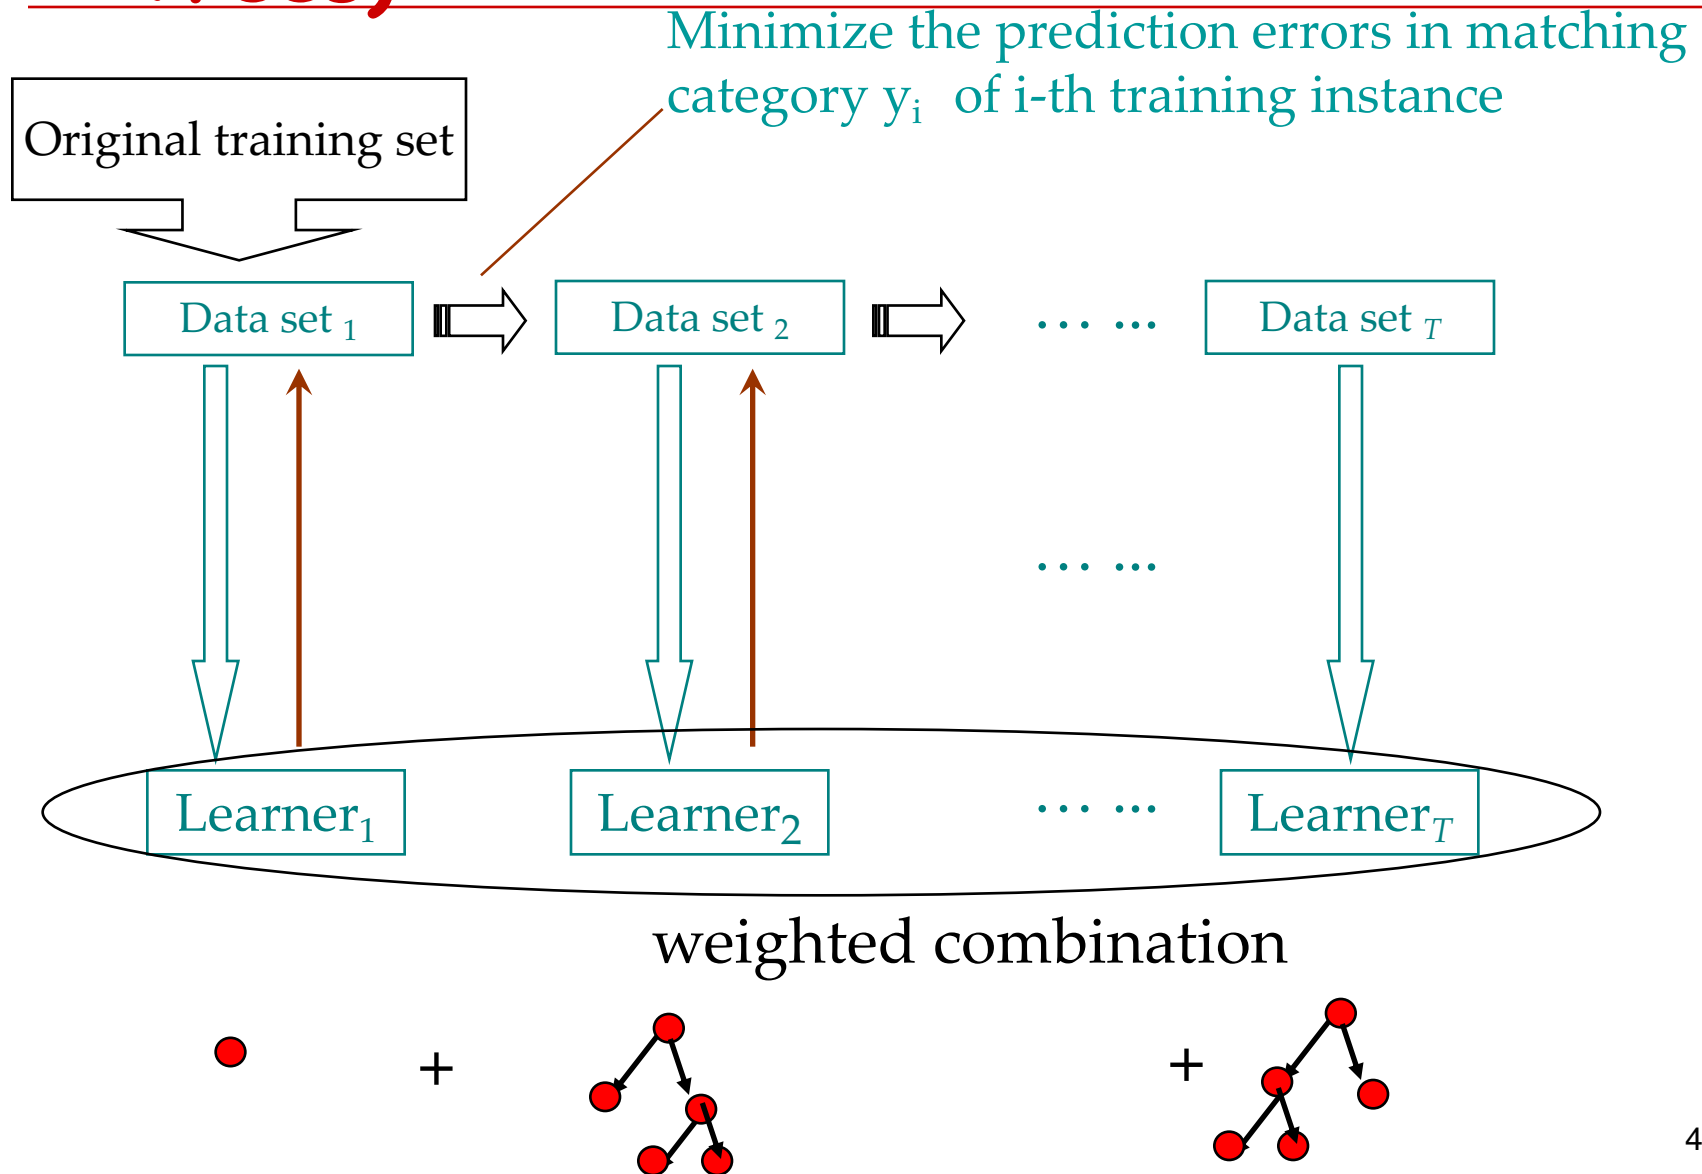 Minimize the prediction errors in matching
category yᵢ of i-th training instance
Original training set
Data set ₁
Data set ₂
… ...
Data set T
… ...
Learner₁
Learner₂
… ...
Learner T
weighted combination
+
+
4